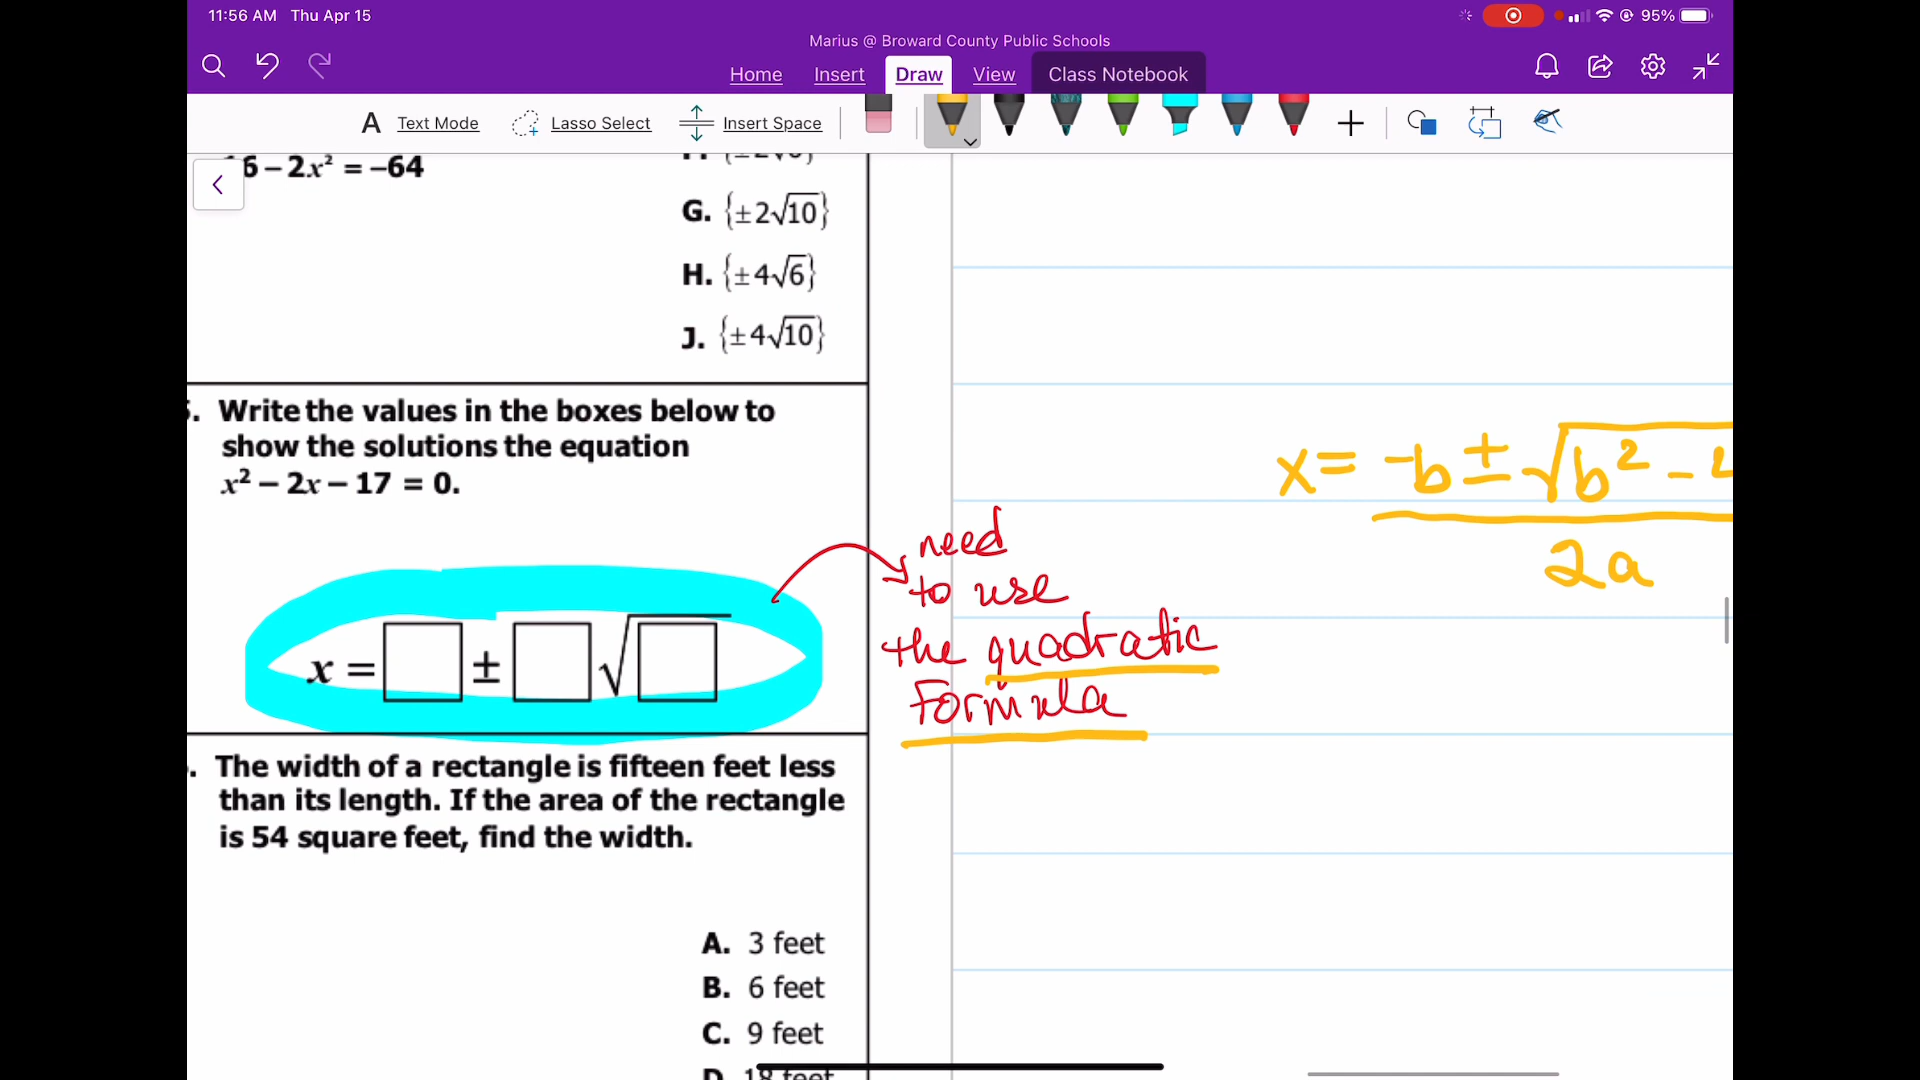 11:56 AM Thu Apr 15
95%
Marius @ Broward County Public Schools
Home Insert Draw View Class Notebook
A Text Mode Lasso Select Insert Space
6 – 2x² = –64
G. {±2√10}
H. {±4√6}
J. {±4√10}
. Write the values in the boxes below to
show the solutions the equation
x² – 2x – 17 = 0.
x = -b ± √b² - 
2a
need
to use
the quadratic
Formula
x = □ ± □ √□
. The width of a rectangle is fifteen feet less
than its length. If the area of the rectangle
is 54 square feet, find the width.
A. 3 feet
B. 6 feet
C. 9 feet
D. 18 feet